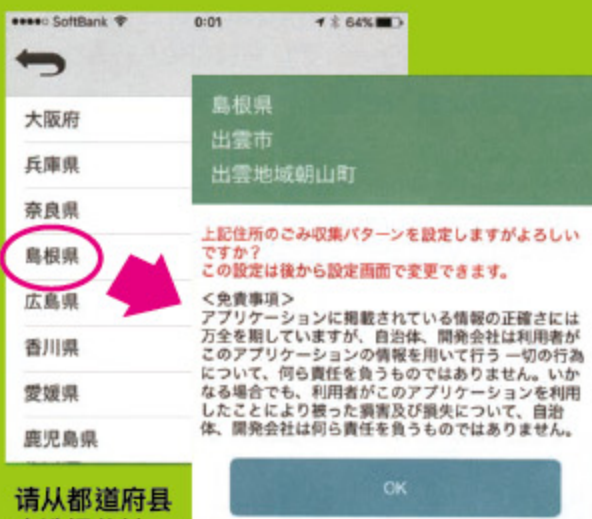 SoftBank 0:01 64%
大阪府
兵庫県
奈良県
島根県
広島県
香川県
愛媛県
鹿児島県
島根県
出雲市
出雲地域朝山町
上記住所のごみ収集パターンを設定しますがよろしい
ですか?
この設定は後から設定画面で変更できます。
<免責事項>
アプリケーションに掲載されている情報の正確さには
万全を期していますが、自治体、開発会社は利用者が
このアプリケーションの情報を用いて行う一切の行為
について、何ら責任を負うものではありません。いか
なる場合でも、利用者がこのアプリケーションを利用
したことにより被った損害及び損失について、自治
体、開発会社は何ら責任を負うものではありません。
OK
请从都道府县